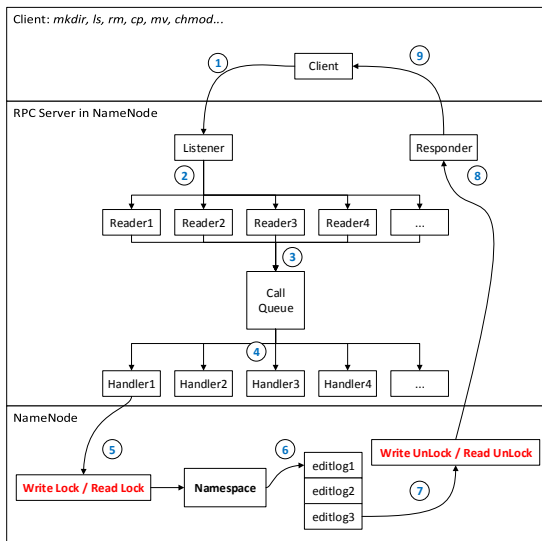 Client: mkdir, ls, rm, cp, mv, chmod...
1
9
Client
RPC Server in NameNode
Listener
Responder
2
8
Reader1
Reader2
Reader3
Reader4
...
3
Call
Queue
4
Handler1
Handler2
Handler3
Handler4
...
NameNode
5
6
Write UnLock / Read UnLock
editlog1
Write Lock / Read Lock
Namespace
editlog2
7
editlog3